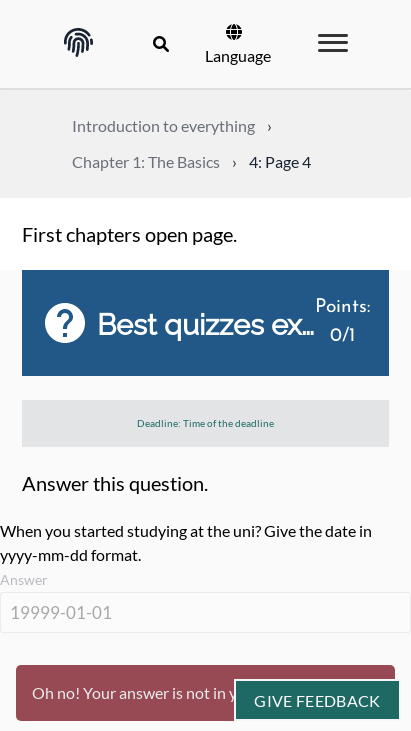 Language
Introduction to everything ›
Chapter 1: The Basics › 4: Page 4
First chapters open page.
Best quizzes ex...
Points:
0/1
Deadline: Time of the deadline
Answer this question.
When you started studying at the uni? Give the date in
yyyy-mm-dd format.
Answer
19999-01-01
Oh no! Your answer is not in y
GIVE FEEDBACK